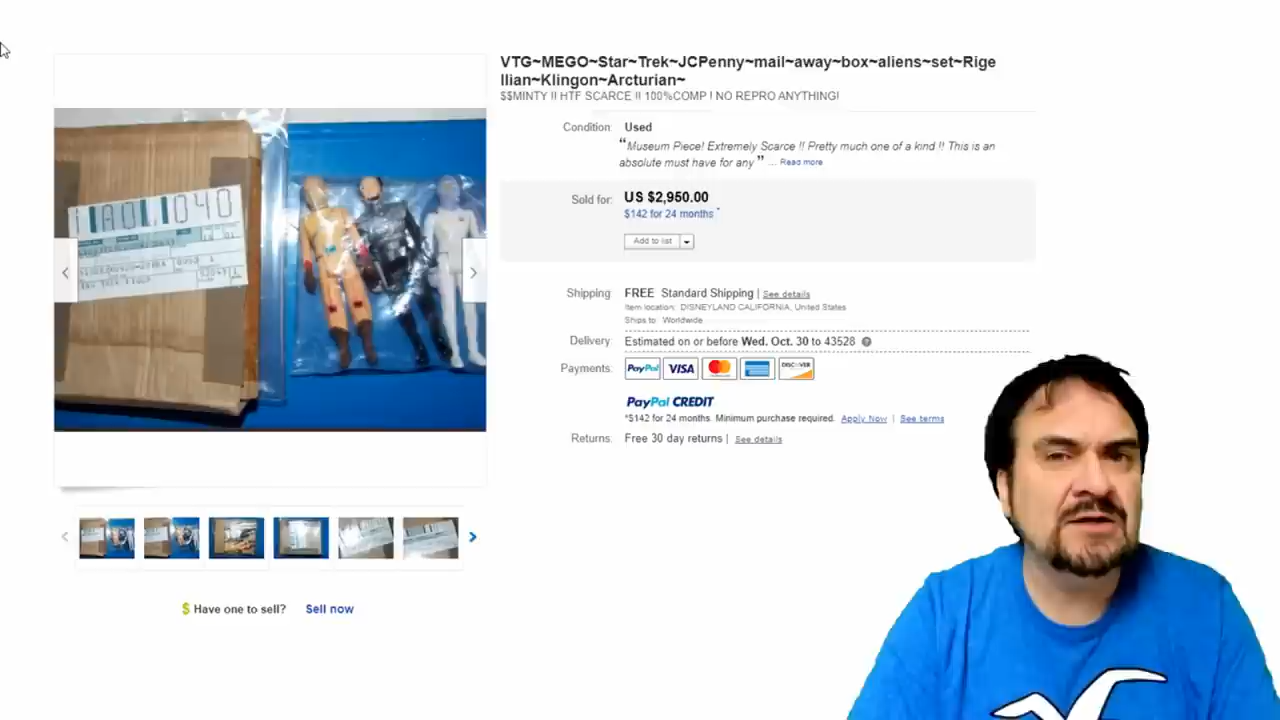 VTG~MEGO~Star~Trek~JCPenny~mail~away~box~aliens~set~Rige
llian~Klingon~Arcturian~
$$MINTY !! HTF SCARCE !! 100%COMP ! NO REPRO ANYTHING!
Condition: Used
“Museum Piece! Extremely Scarce !! Pretty much one of a kind !! This is an
absolute must have for any” ... Read more
Sold for: US $2,950.00
$142 for 24 months *
Add to list
Shipping: FREE Standard Shipping | See details
Item location: DISNEYLAND CALIFORNIA, United States
Ships to: Worldwide
Delivery: Estimated on or before Wed. Oct. 30 to 43528 ?
Payments: PayPal VISA MasterCard DISCOVER
PayPal CREDIT
*$142 for 24 months. Minimum purchase required. Apply Now | See terms
Returns: Free 30 day returns | See details
$ Have one to sell? Sell now